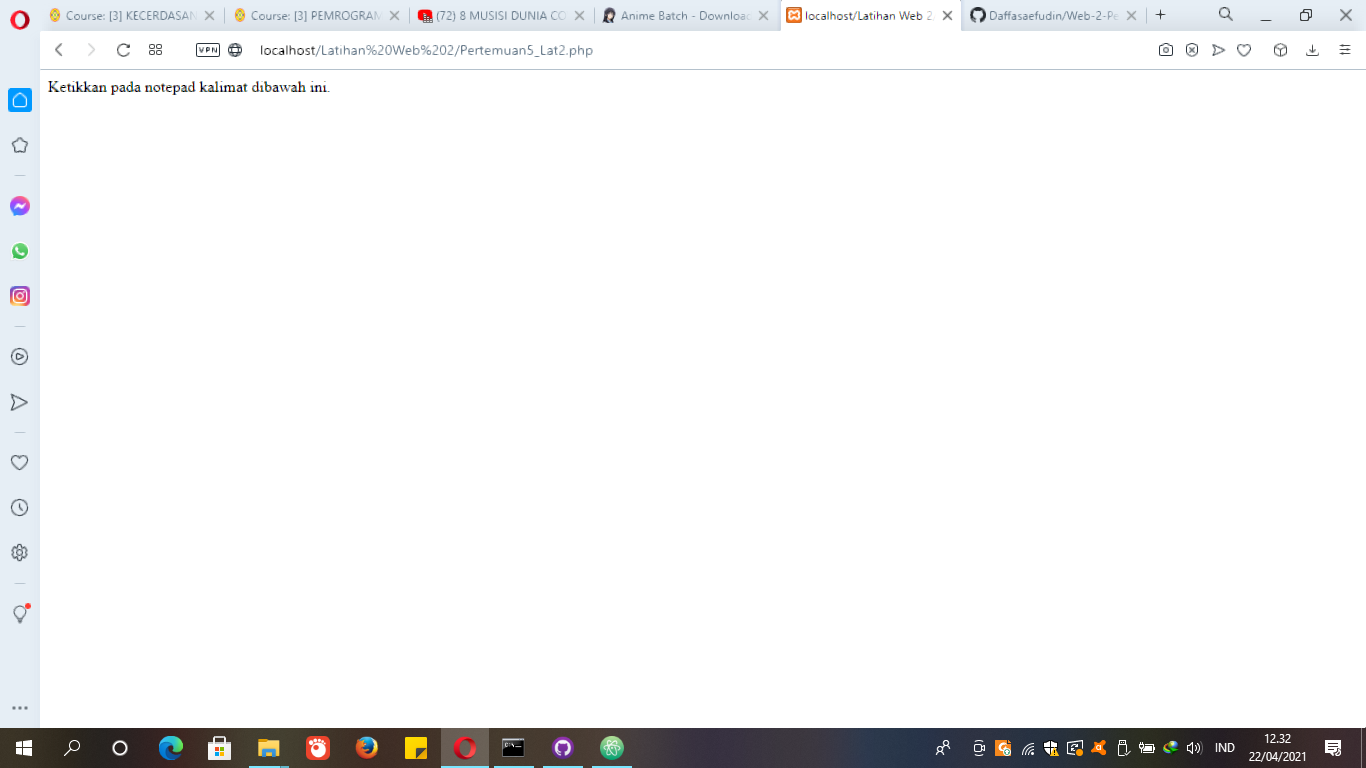 Course: [3] KECERDASAN
Course: [3] PEMROGRAM
(72) 8 MUSISI DUNIA CO
Anime Batch - Download
localhost/Latihan Web 2
Daffasaefudin/Web-2-Pe
VPN
localhost/Latihan%20Web%202/Pertemuan5_Lat2.php
Ketikkan pada notepad kalimat dibawah ini.
IND
12.32
22/04/2021